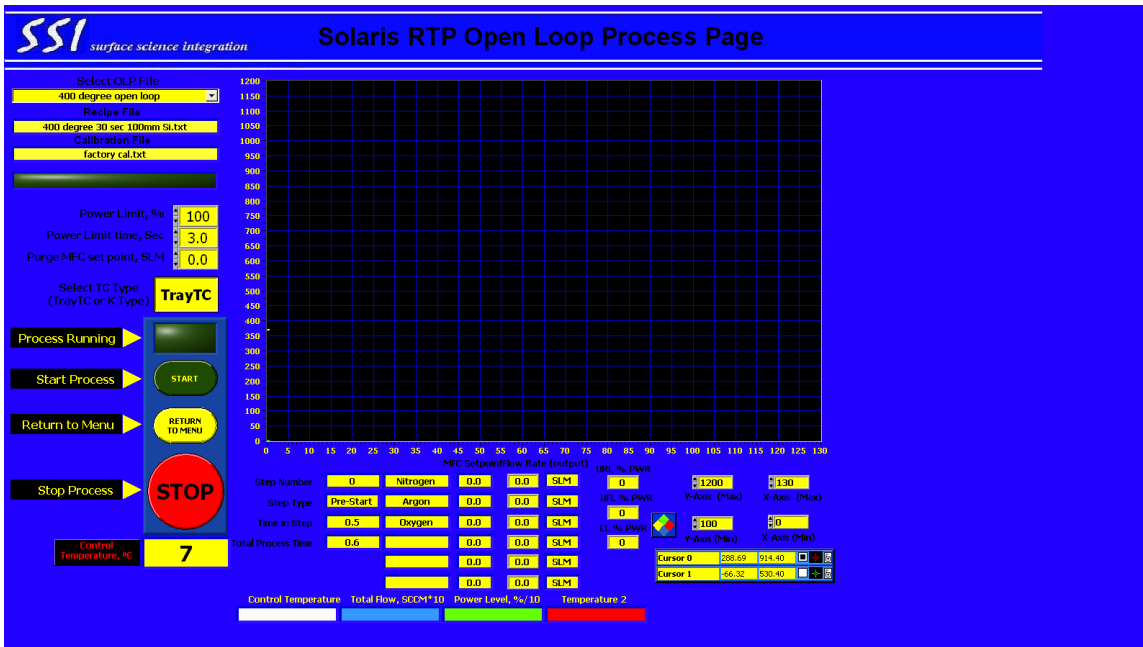 SSI surface science integration
Solaris RTP Open Loop Process Page
Select OLP File
400 degree open loop
Recipe File
400 degree 30 sec 100mm Si.txt
Calibration File
factory cal.txt
Power Limit, % 100
Power Limit time, Sec 3.0
Purge MFC set point, SLM 0.0
Select TC Type
(TrayTC or K Type)
TrayTC
Process Running
Start Process
START
Return to Menu
RETURN
TO MENU
Stop Process
STOP
Control
Temperature, ºC
7
1200
1150
1100
1050
1000
950
900
850
800
750
700
650
600
550
500
450
400
350
300
250
200
150
100
50
0
0 5 10 15 20 25 30 35 40 45 50 55 60 65 70 75 80 85 90 95 100 105 110 115 120 125 130
MFC Setpoint Flow Rate (output)
Step Number 0 Nitrogen 0.0 0.0 SLM
Step Type Pre-Start Argon 0.0 0.0 SLM
Time in Step 0.5 Oxygen 0.0 0.0 SLM
Total Process Time 0.6 0.0 0.0 SLM
0.0 0.0 SLM
0.0 0.0 SLM
URL % PWR
0
UFL % PWR
0
LL % PWR
0
1200
Y-Axis (Max)
130
X-Axis (Max)
100
Y-Axis (Min)
0
X-Axis (Min)
Cursor 0 288.69 914.40
Cursor 1 -66.32 530.40
Control Temperature Total Flow, SCCM*10 Power Level, %/10 Temperature 2